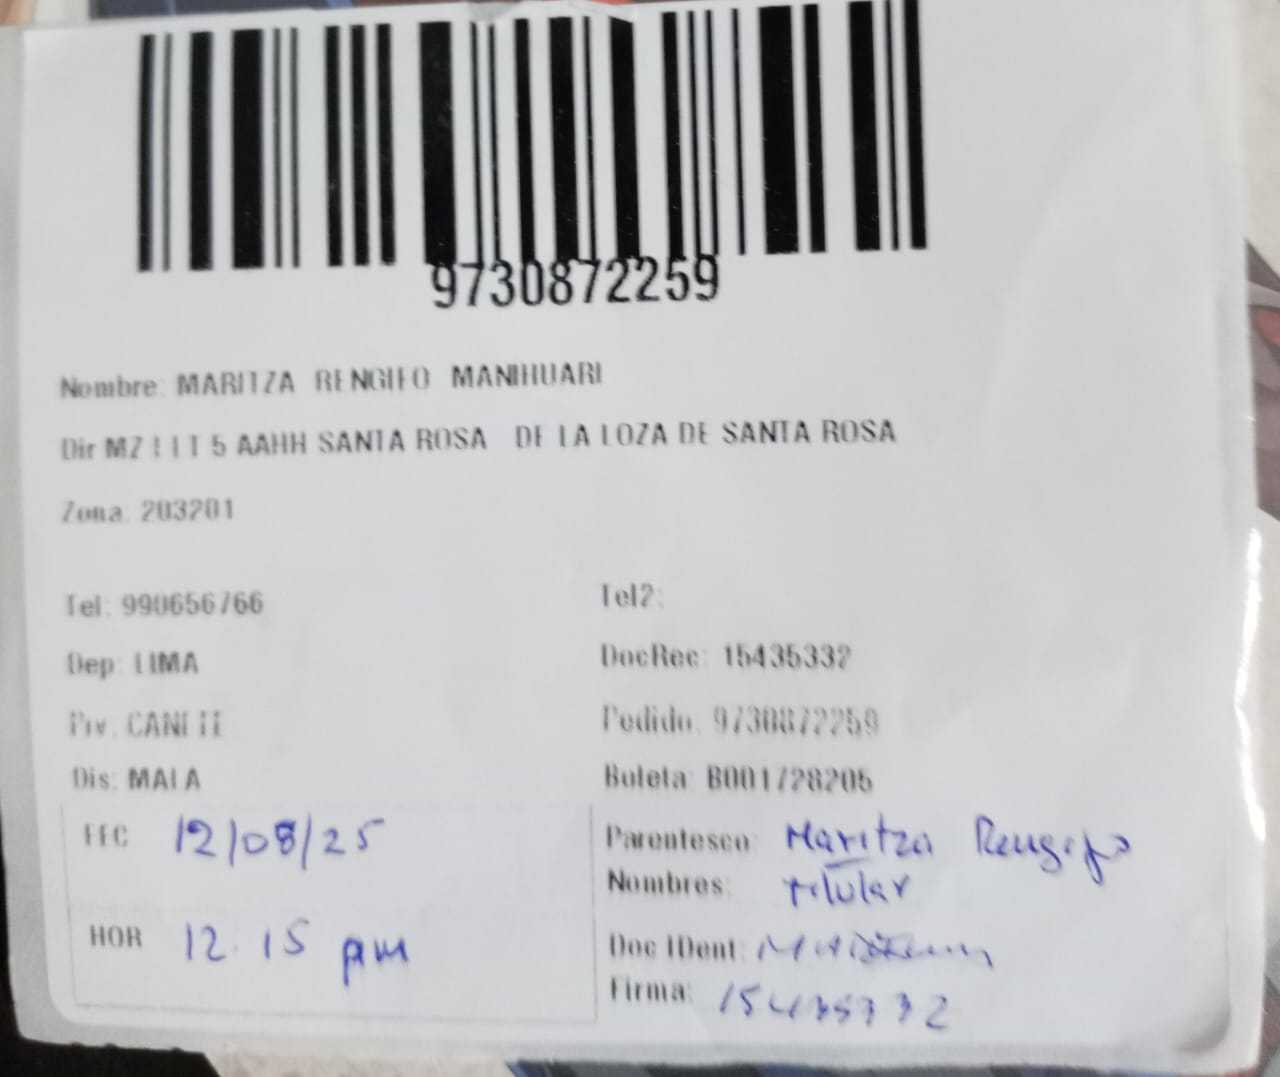 9730872259
Nombre: MARITZA RENGIFO MANIHUARI
Dir MZ I LT 5 AAHH SANTA ROSA DE LA LOZA DE SANTA ROSA
Zona: 203201
Tel: 990656766 Tel2:
Dep: LIMA DocRec: 15435332
Prv: CANETE Pedido: 9730872259
Dis: MALA Boleta: B001728205
FEC 12/08/25 Parentesco: Maritza Rengifo
Nombres: titular
HOR 12:15 pm Doc IDent:
Firma: 15435332